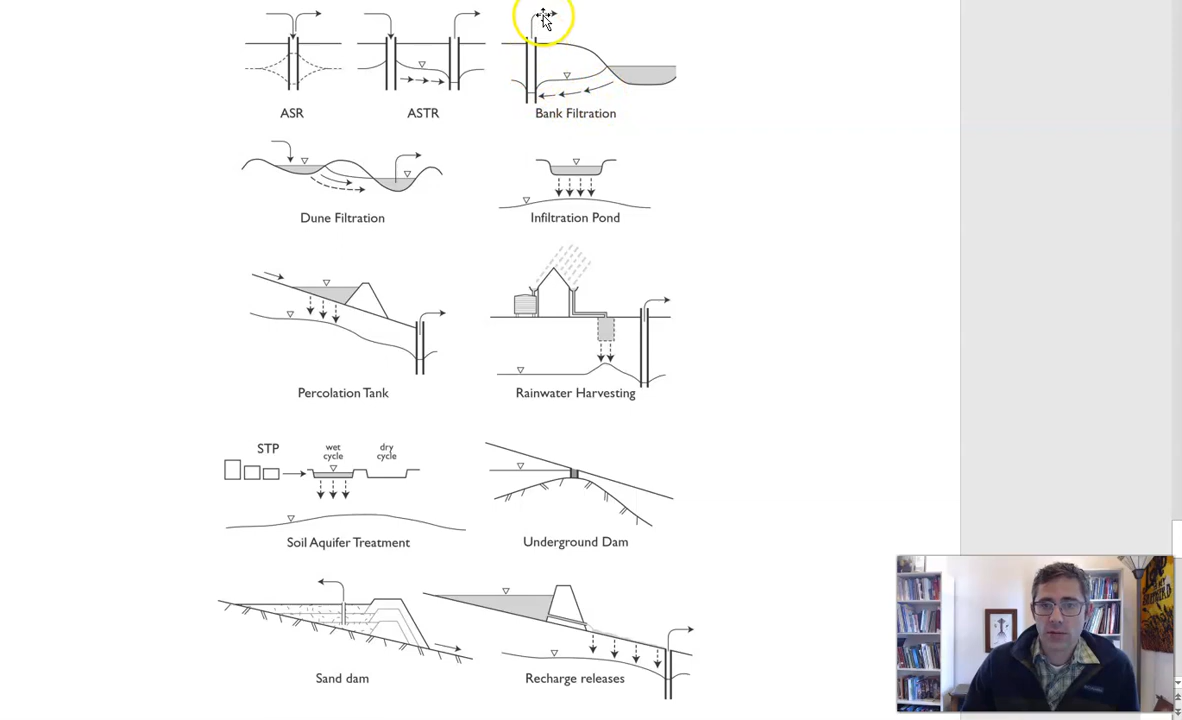 ASR
ASTR
Bank Filtration
Dune Filtration
Infiltration Pond
Percolation Tank
Rainwater Harvesting
STP
wet
cycle
dry
cycle
Soil Aquifer Treatment
Underground Dam
Sand dam
Recharge releases